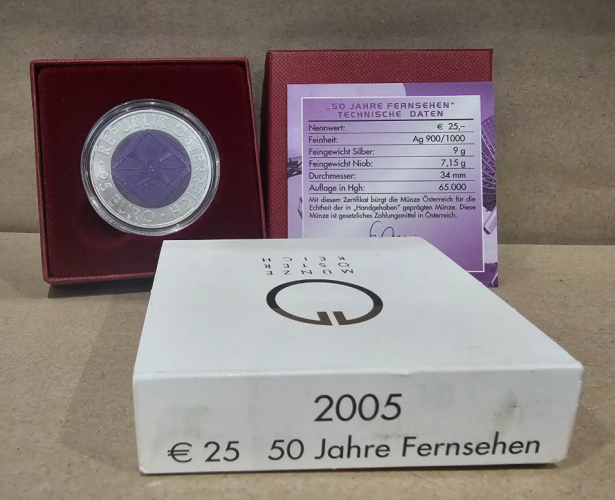 REPUBLIK ÖSTERREICH
25 EURO
„50 JAHRE FERNSEHEN"
TECHNISCHE DATEN
Nennwert: € 25,–
Feinheit: Ag 900/1000
Feingewicht Silber: 9 g
Feingewicht Niob: 7,15 g
Durchmesser: 34 mm
Auflage in Hgh: 65.000
Mit diesem Zertifikat bürgt die Münze Österreich für die
Echtheit der in „Handgehoben" geprägten Münze. Diese
Münze ist gesetzliches Zahlungsmittel in Österreich.
2005
€ 25 50 Jahre Fernsehen